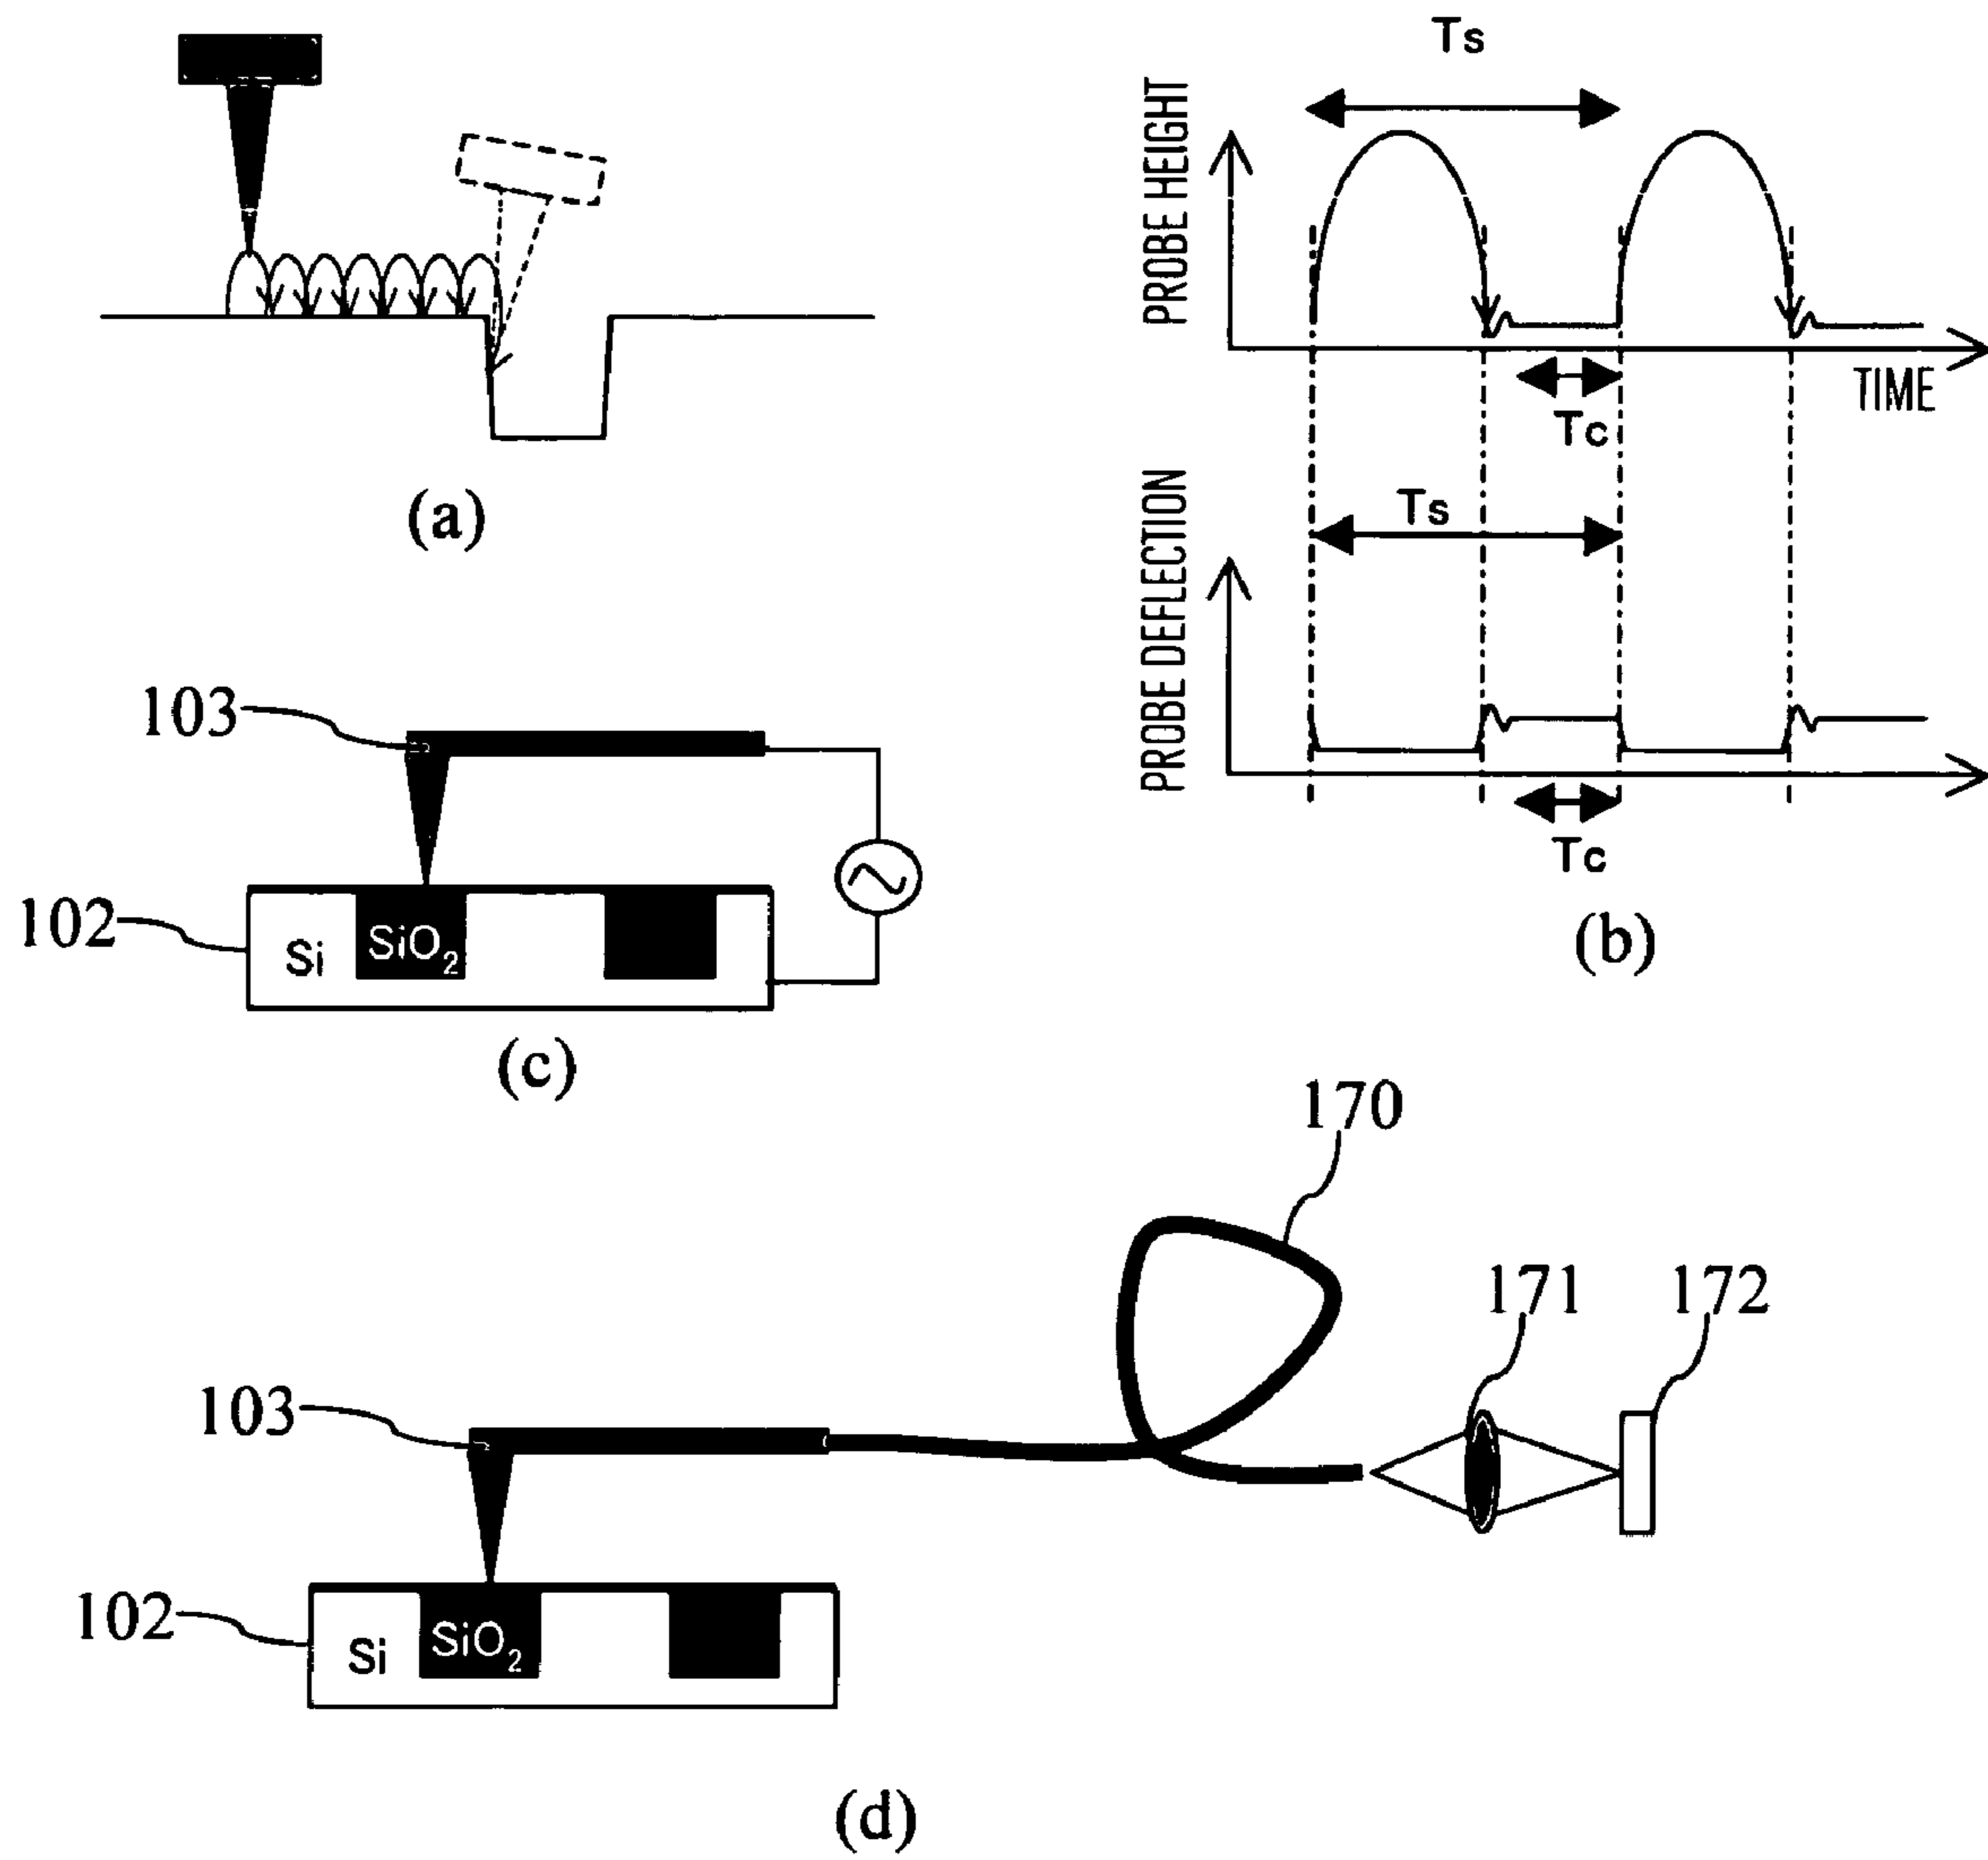 (a)
Ts
PROBE HEIGHT
TIME
Tc
Ts
PROBE DEFLECTION
Tc
(b)
103
102
Si
SiO2
(c)
170
171
172
103
102
Si
SiO2
(d)